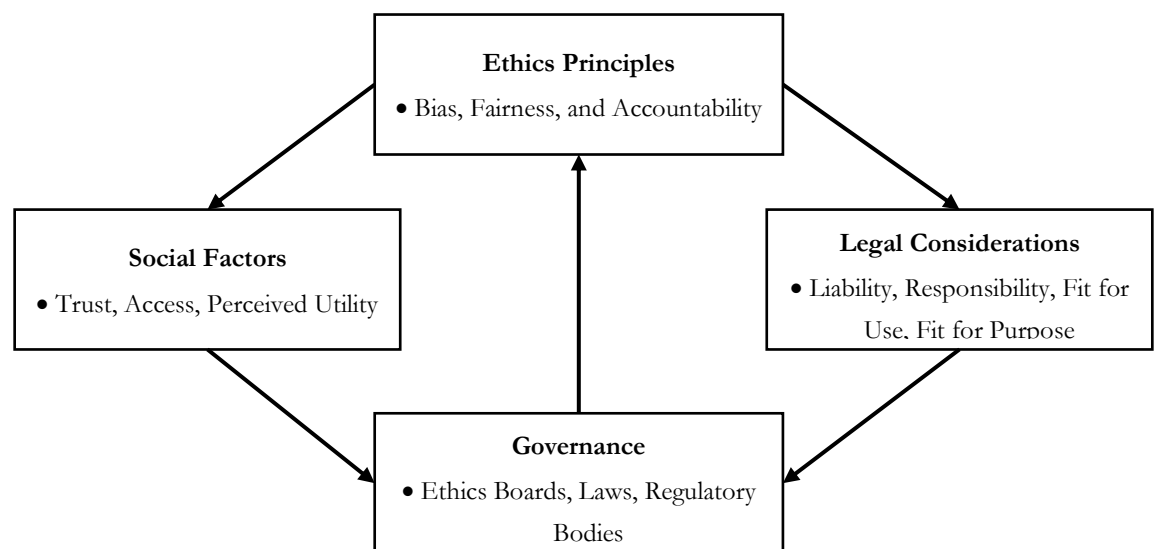 Ethics Principles
• Bias, Fairness, and Accountability
Social Factors
• Trust, Access, Perceived Utility
Legal Considerations
• Liability, Responsibility, Fit for
Use, Fit for Purpose
Governance
• Ethics Boards, Laws, Regulatory
Bodies